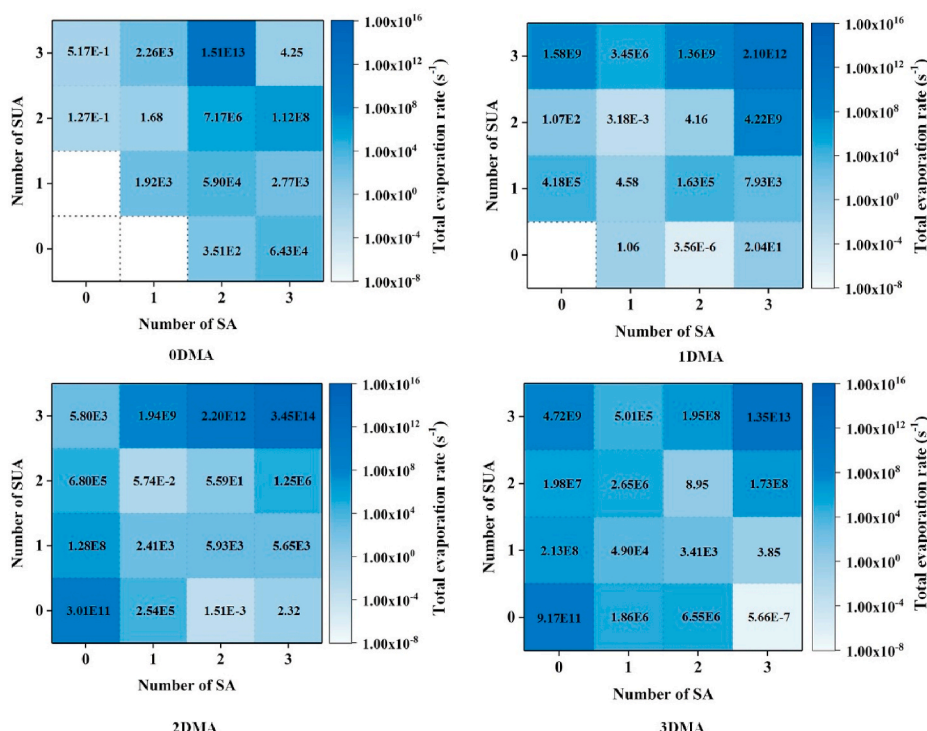 3 5.17E-1 2.26E3 1.51E13 4.25
2 1.27E-1 1.68 7.17E6 1.12E8
1 1.92E3 5.90E4 2.77E3
0 3.51E2 6.43E4
0 1 2 3
Number of SUA
Number of SA
0DMA
1.00x10^16
1.00x10^12
1.00x10^8
1.00x10^4
1.00x10^0
1.00x10^-4
1.00x10^-8
Total evaporation rate (s^-1)
3 1.58E9 3.45E6 1.36E9 2.10E12
2 1.07E2 3.18E-3 4.16 4.22E9
1 4.18E5 4.58 1.63E5 7.93E3
0 1.06 3.56E-6 2.04E1
0 1 2 3
Number of SUA
Number of SA
1DMA
1.00x10^16
1.00x10^12
1.00x10^8
1.00x10^4
1.00x10^0
1.00x10^-4
1.00x10^-8
Total evaporation rate (s^-1)
3 5.80E3 1.94E9 2.20E12 3.45E14
2 6.80E5 5.74E-2 5.59E1 1.25E6
1 1.28E8 2.41E3 5.93E3 5.65E3
0 3.01E11 2.54E5 1.51E-3 2.32
0 1 2 3
Number of SUA
Number of SA
2DMA
1.00x10^16
1.00x10^12
1.00x10^8
1.00x10^4
1.00x10^0
1.00x10^-4
1.00x10^-8
Total evaporation rate (s^-1)
3 4.72E9 5.01E5 1.95E8 1.35E13
2 1.98E7 2.65E6 8.95 1.73E8
1 2.13E8 4.90E4 3.41E3 3.85
0 9.17E11 1.86E6 6.55E6 5.66E-7
0 1 2 3
Number of SUA
Number of SA
3DMA
1.00x10^16
1.00x10^12
1.00x10^8
1.00x10^4
1.00x10^0
1.00x10^-4
1.00x10^-8
Total evaporation rate (s^-1)